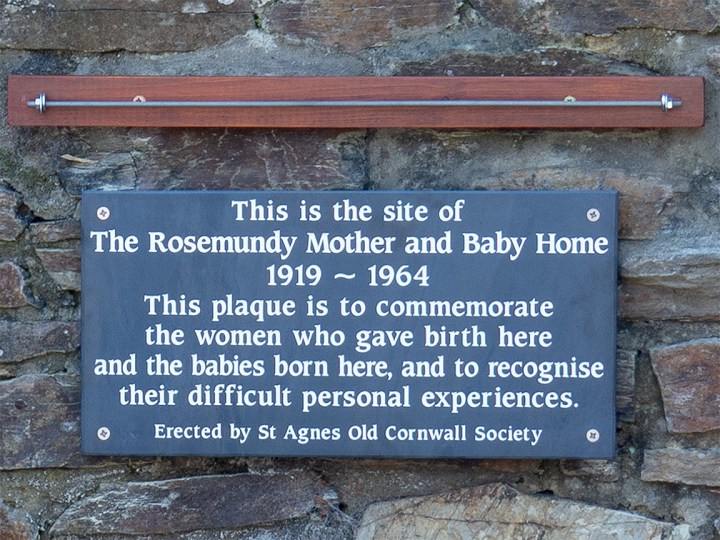 This is the site of
The Rosemundy Mother and Baby Home
1919 ~ 1964
This plaque is to commemorate
the women who gave birth here
and the babies born here, and to recognise
their difficult personal experiences.
Erected by St Agnes Old Cornwall Society